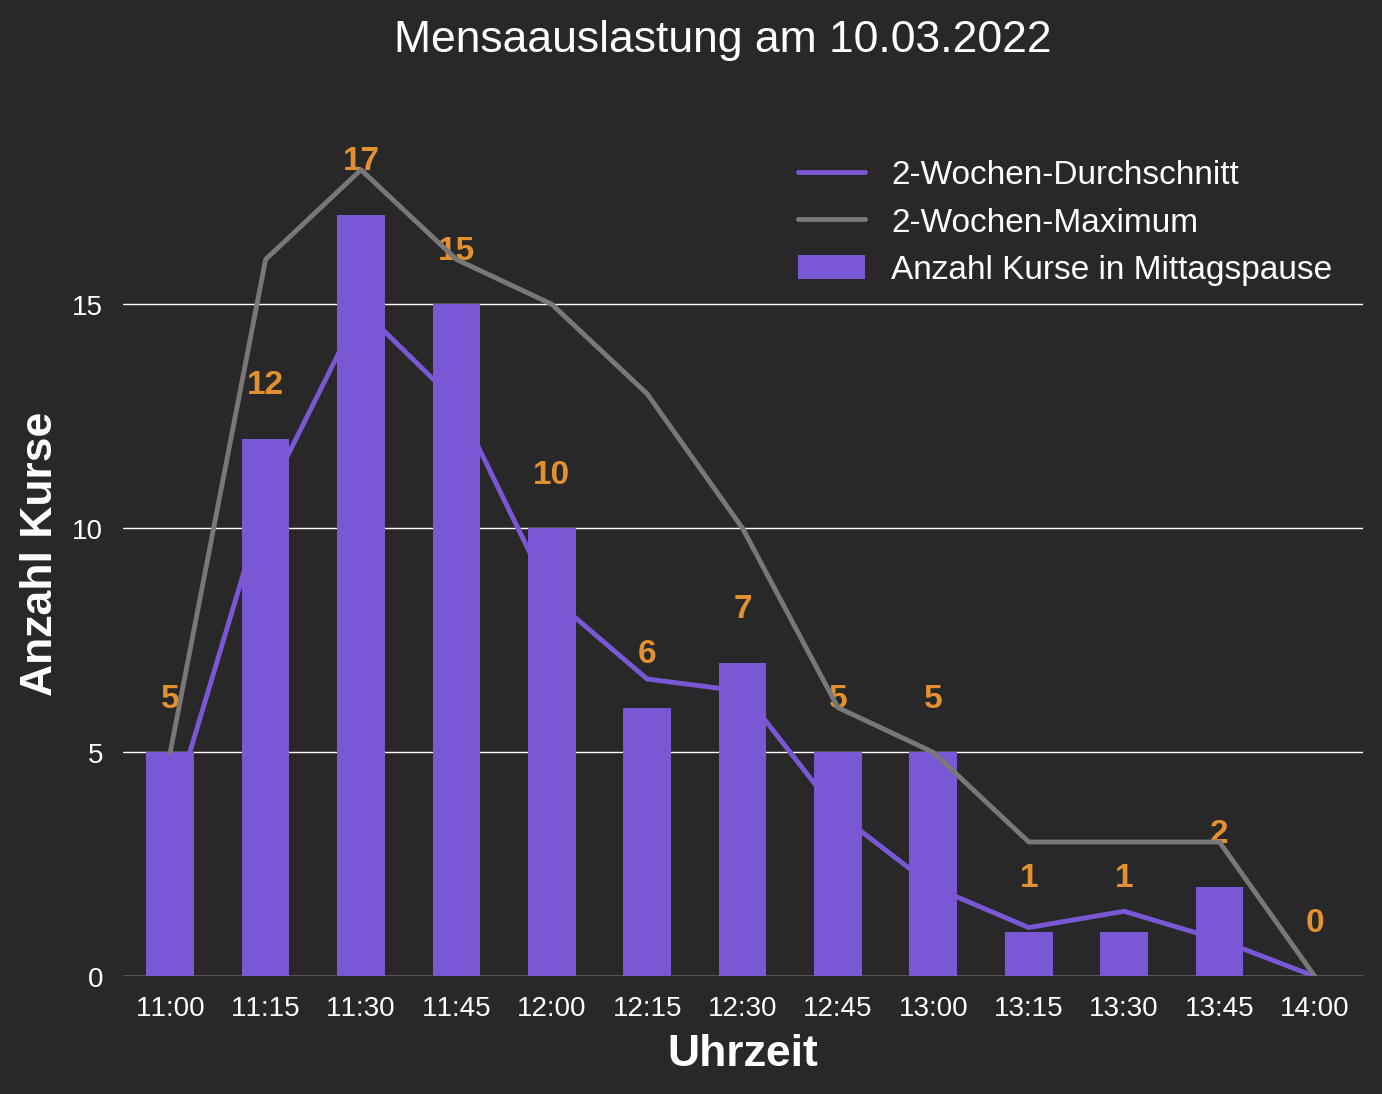 Mensaauslastung am 10.03.2022
2-Wochen-Durchschnitt
2-Wochen-Maximum
Anzahl Kurse in Mittagspause
17
15
12
10
7
6
5
5
5
2
1
1
0
Anzahl Kurse
15
10
5
0
11:00 11:15 11:30 11:45 12:00 12:15 12:30 12:45 13:00 13:15 13:30 13:45 14:00
Uhrzeit